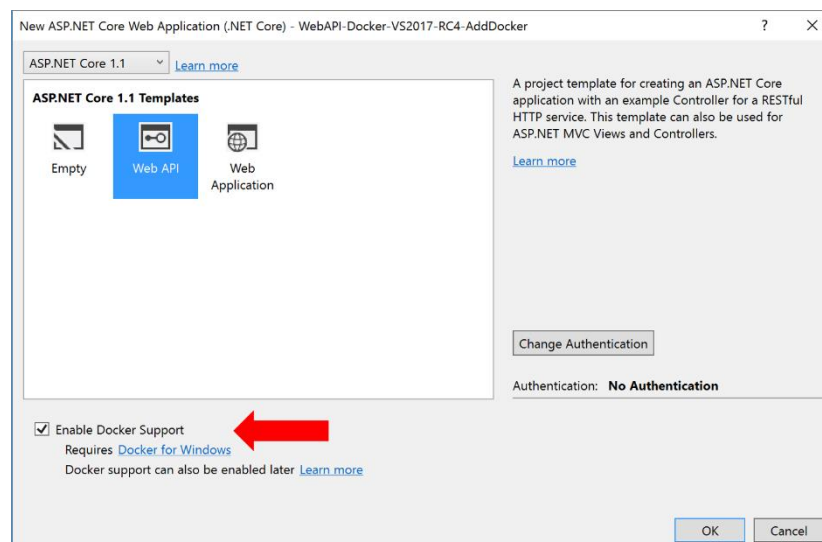 New ASP.NET Core Web Application (.NET Core) - WebAPI-Docker-VS2017-RC4-AddDocker
ASP.NET Core 1.1
Learn more
ASP.NET Core 1.1 Templates
Empty
Web API
Web
Application
A project template for creating an ASP.NET Core
application with an example Controller for a RESTful
HTTP service. This template can also be used for
ASP.NET MVC Views and Controllers.
Learn more
Change Authentication
Authentication: No Authentication
Enable Docker Support
Requires Docker for Windows
Docker support can also be enabled later Learn more
OK
Cancel